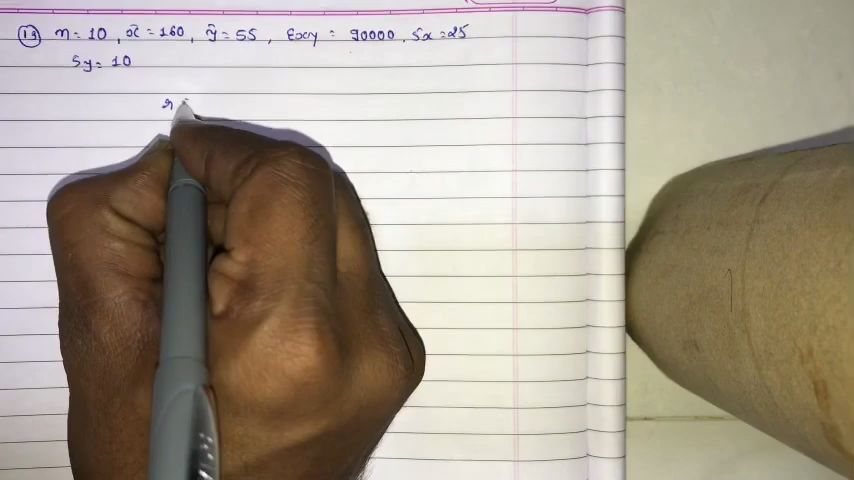 (13) n = 10, x̄ = 160, ȳ = 55, Σxy = 90000, Sx = 25
Sy = 10
r =